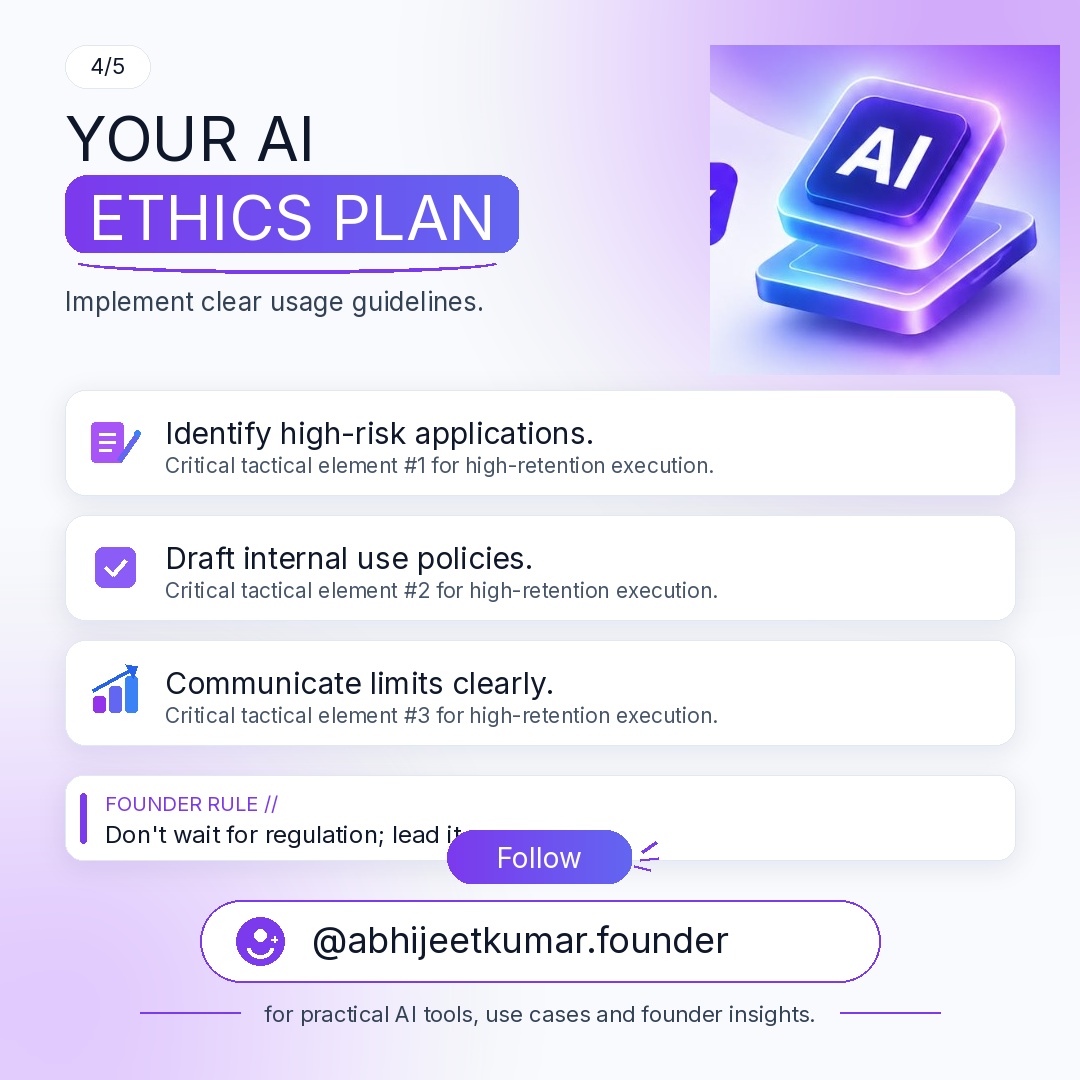 4/5
YOUR AI
ETHICS PLAN
Implement clear usage guidelines.
AI
Identify high-risk applications.
Critical tactical element #1 for high-retention execution.
Draft internal use policies.
Critical tactical element #2 for high-retention execution.
Communicate limits clearly.
Critical tactical element #3 for high-retention execution.
FOUNDER RULE //
Don't wait for regulation; lead it
Follow
@abhijeetkumar.founder
for practical AI tools, use cases and founder insights.